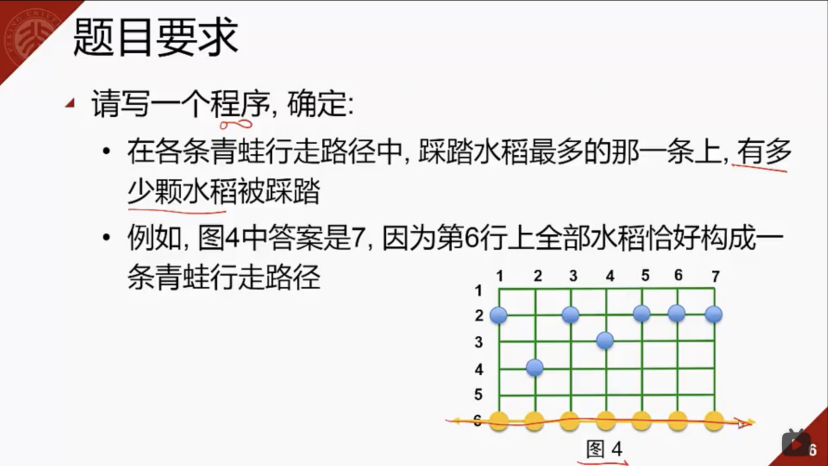 题目要求
请写一个程序, 确定:
• 在各条青蛙行走路径中, 踩踏水稻最多的那一条上, 有多
少颗水稻被踩踏
• 例如, 图4中答案是7, 因为第6行上全部水稻恰好构成一
条青蛙行走路径
1 2 3 4 5 6 7
1
2
3
4
5
6
图 4
6